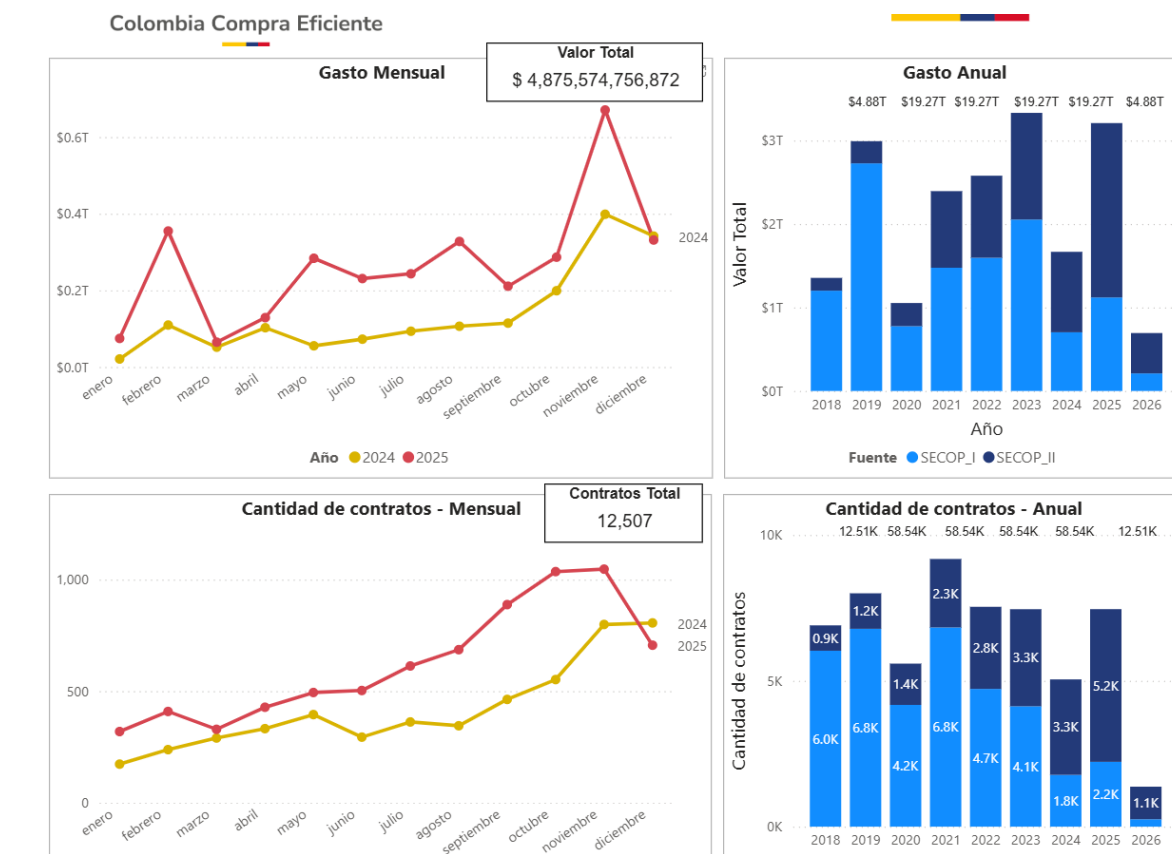 Colombia Compra Eficiente
Valor Total
$ 4,875,574,756,872
Gasto Mensual
$0.6T
$0.4T
$0.2T
$0.0T
2024
enero febrero marzo abril mayo junio julio agosto septiembre octubre noviembre diciembre
Año 2024 2025
Gasto Anual
$4.88T $19.27T $19.27T $19.27T $19.27T $4.88T
Valor Total
$3T
$2T
$1T
$0T
2018 2019 2020 2021 2022 2023 2024 2025 2026
Año
Fuente SECOP_I SECOP_II
Contratos Total
12,507
Cantidad de contratos - Mensual
1,000
500
0
2024
2025
enero febrero marzo abril mayo junio julio agosto septiembre octubre noviembre diciembre
Cantidad de contratos - Anual
12.51K 58.54K 58.54K 58.54K 58.54K 12.51K
Cantidad de contratos
10K
5K
0K
0.9K 1.2K 1.4K 2.3K 2.8K 3.3K 3.3K 5.2K 1.1K
6.0K 6.8K 4.2K 6.8K 4.7K 4.1K 1.8K 2.2K
2018 2019 2020 2021 2022 2023 2024 2025 2026